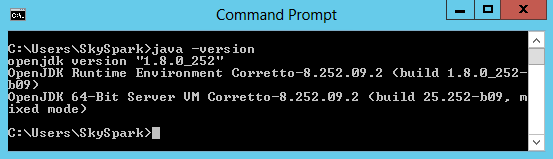 Command Prompt
C:\Users\SkySpark>java -version
openjdk version "1.8.0_252"
OpenJDK Runtime Environment Corretto-8.252.09.2 (build 1.8.0_252-
b09)
OpenJDK 64-Bit Server VM Corretto-8.252.09.2 (build 25.252-b09, m
ixed mode)
C:\Users\SkySpark>